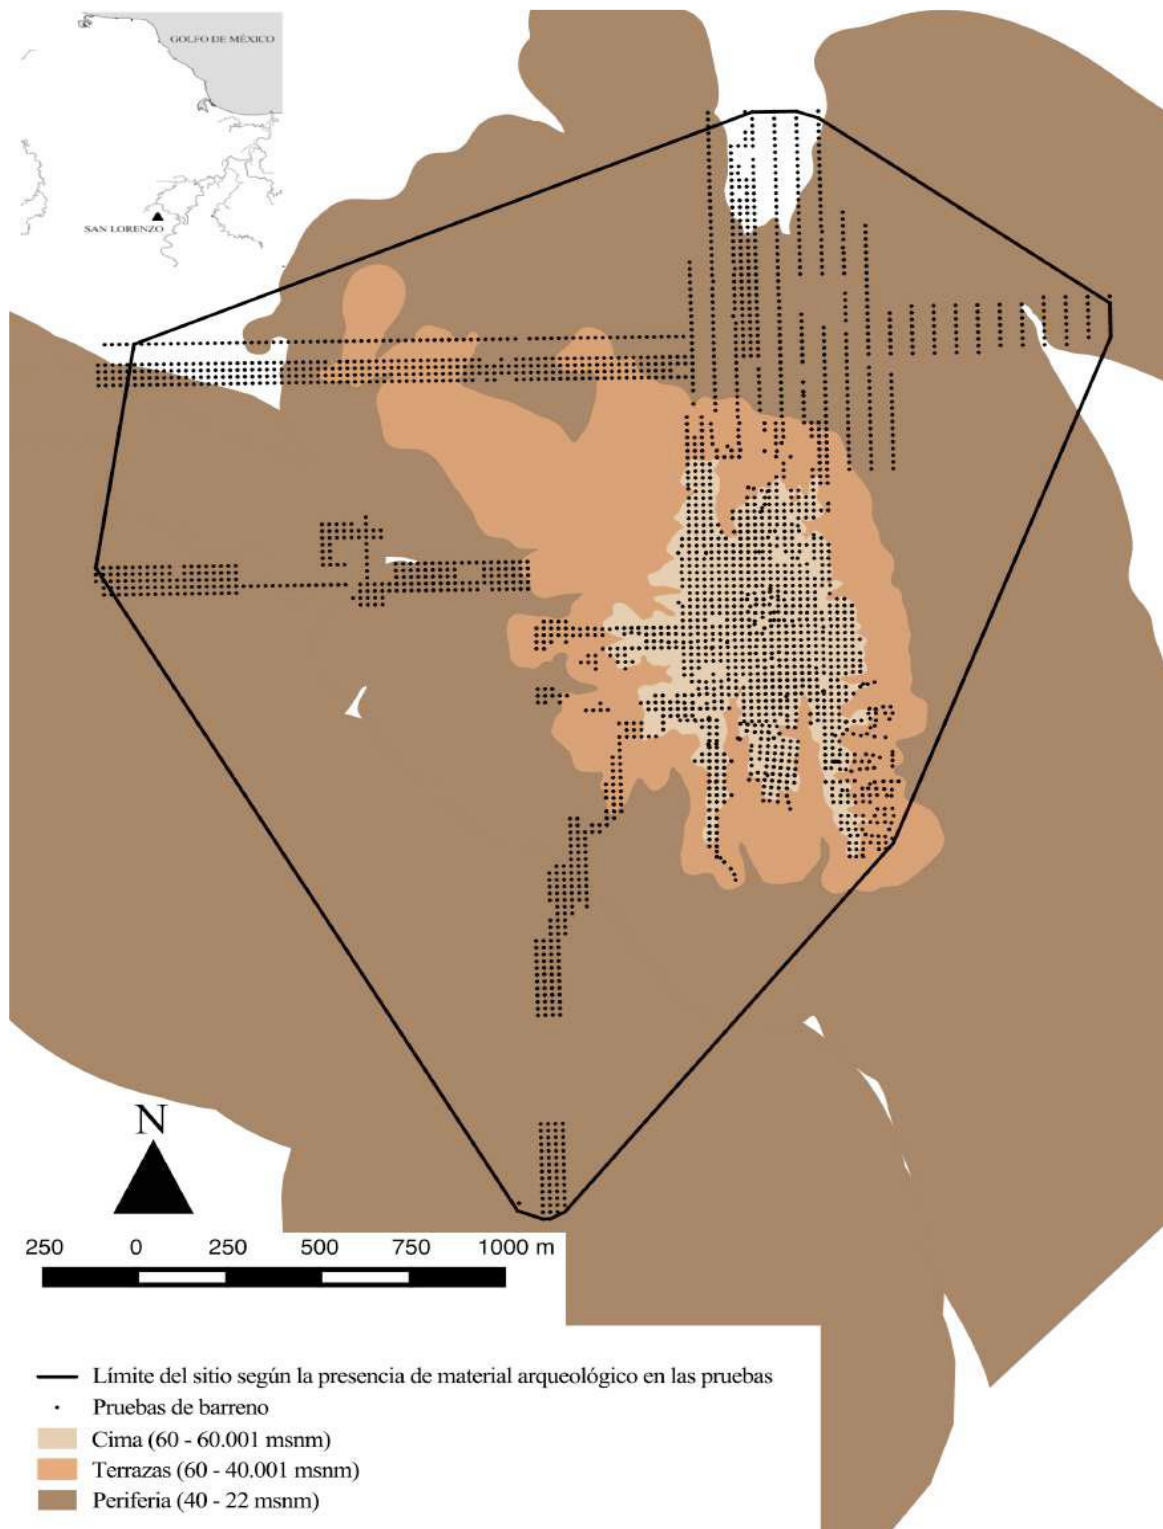 GOLFO DE MÉXICO
SAN LORENZO
N
250 0 250 500 750 1000 m
Límite del sitio según la presencia de material arqueológico en las pruebas
Pruebas de barreno
Cima (60 - 60.001 msnm)
Terrazas (60 - 40.001 msnm)
Periferia (40 - 22 msnm)